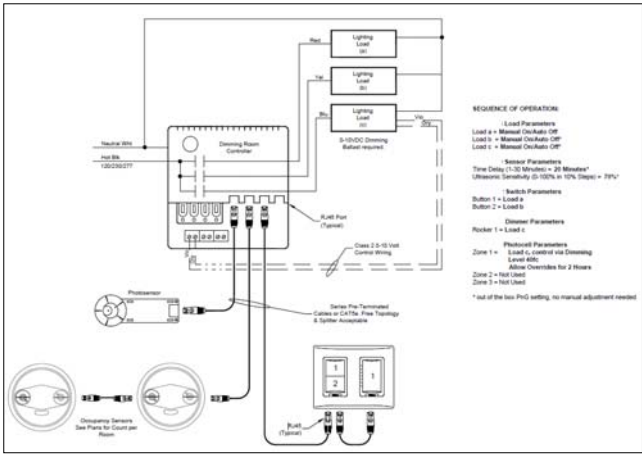 Red
Lighting
Load
(a)
Yel
Lighting
Load
(b)
Blu
Lighting
Load
(c)
Vio
Gry
0-10VDC Dimming
Ballast required
Neutral Wht
Hot Blk
120/230/277
Dimming Room
Controller
RJ45 Port
(Typical)
Class 2 0-10 Volt
Control Wiring
Photosensor
Series Pre-Terminated
Cables or CAT5e. Free Topology
& Splitter Acceptable
Occupancy Sensors
See Plans for Count per
Room
RJ45
(Typical)
1
2
1
SEQUENCE OF OPERATION:
Load Parameters
Load a = Manual On/Auto Off
Load b = Manual On/Auto Off*
Load c = Manual On/Auto Off*
Sensor Parameters
Time Delay (1-30 Minutes) = 20 Minutes*
Ultrasonic Sensitivity (0-100% in 10% Steps) = 70%*
Switch Parameters
Button 1 = Load a
Button 2 = Load b
Dimmer Parameters
Rocker 1 = Load c
Photocell Parameters
Zone 1 = Load c, control via Dimming
Level 40fc
Allow Overrides for 2 Hours
Zone 2 = Not Used
Zone 3 = Not Used
* out of the box PnG setting, no manual adjustment needed